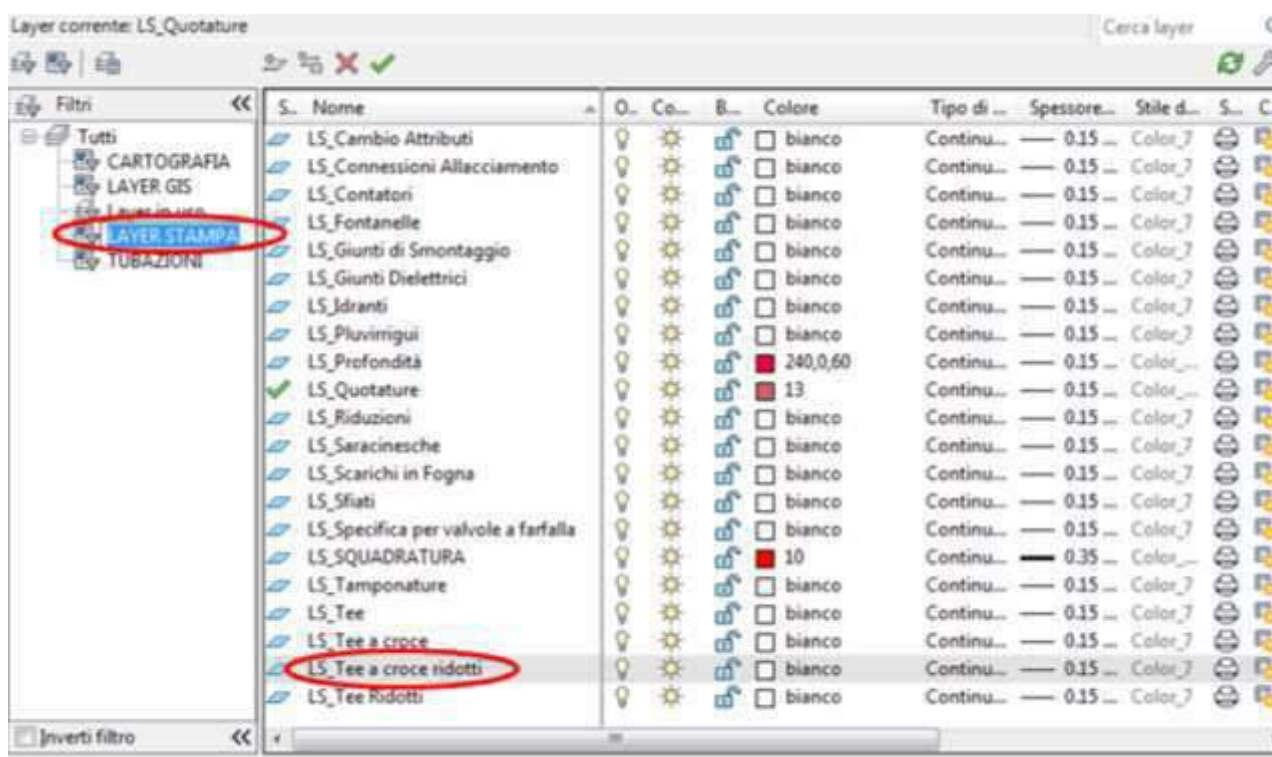 Layer corrente: LS_Quotature
Cerca layer
Filtri
Tutti
CARTOGRAFIA
LAYER GIS
Layer in uso
LAYER STAMPA
TUBAZIONI
Inverti filtro
S... Nome O... Co... B... Colore Tipo di ... Spessore... Stile d... S... C
LS_Cambio Attributi bianco Continu... 0.15 ... Color_7
LS_Connessioni Allacciamento bianco Continu... 0.15 ... Color_7
LS_Contatori bianco Continu... 0.15 ... Color_7
LS_Fontanelle bianco Continu... 0.15 ... Color_7
LS_Giunti di Smontaggio bianco Continu... 0.15 ... Color_7
LS_Giunti Dielettrici bianco Continu... 0.15 ... Color_7
LS_Idranti bianco Continu... 0.15 ... Color_7
LS_Pluvirrigui bianco Continu... 0.15 ... Color_7
LS_Profondità 240,0,60 Continu... 0.15 ... Color_...
LS_Quotature 13 Continu... 0.15 ... Color_...
LS_Riduzioni bianco Continu... 0.15 ... Color_7
LS_Saracinesche bianco Continu... 0.15 ... Color_7
LS_Scarichi in Fogna bianco Continu... 0.15 ... Color_7
LS_Sfiati bianco Continu... 0.15 ... Color_7
LS_Specifica per valvole a farfalla bianco Continu... 0.15 ... Color_7
LS_SQUADRATURA 10 Continu... 0.35 ... Color_...
LS_Tamponature bianco Continu... 0.15 ... Color_7
LS_Tee bianco Continu... 0.15 ... Color_7
LS_Tee a croce bianco Continu... 0.15 ... Color_7
LS_Tee a croce ridotti bianco Continu... 0.15 ... Color_7
LS_Tee Ridotti bianco Continu... 0.15 ... Color_7